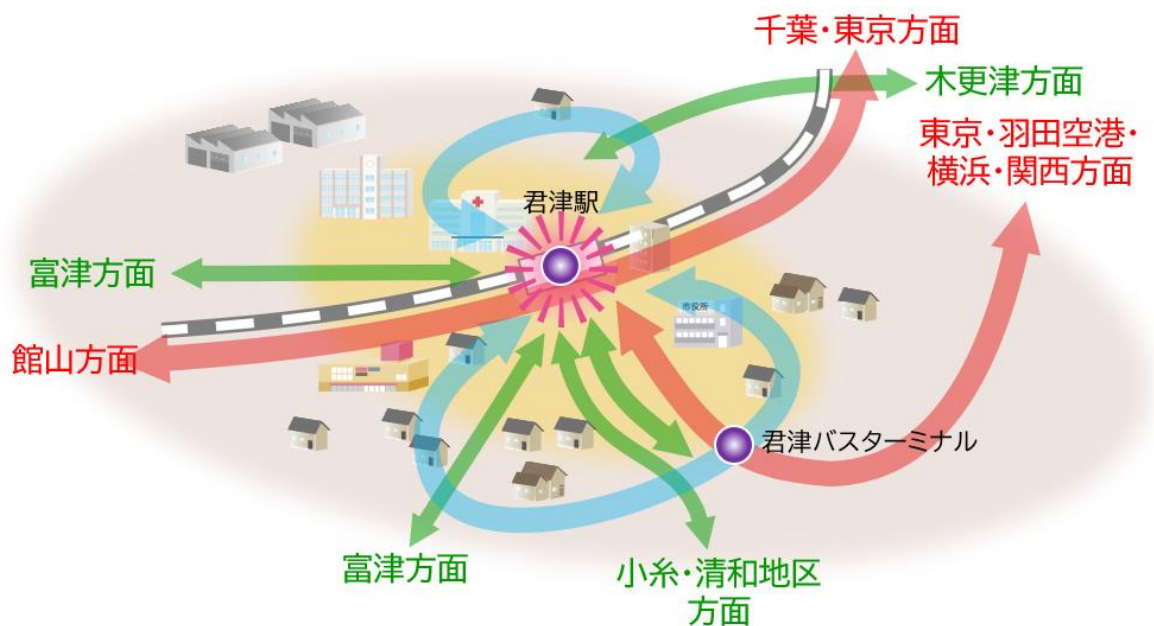 千葉・東京方面
木更津方面
東京・羽田空港・
横浜・関西方面
君津駅
富津方面
市役所
館山方面
君津バスターミナル
富津方面
小糸・清和地区
方面